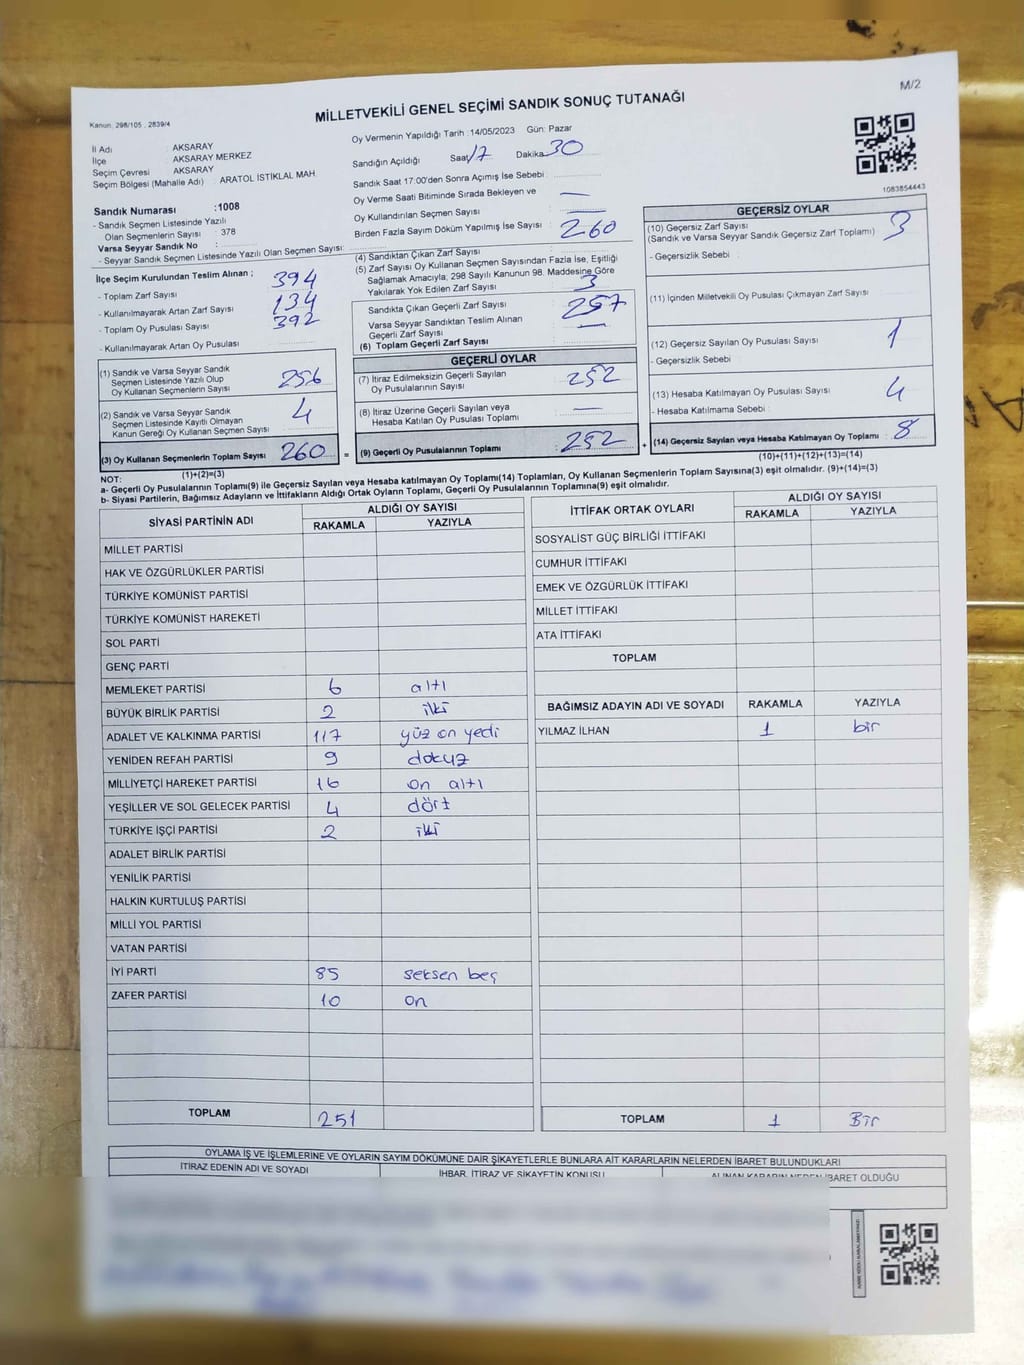 M/2
MİLLETVEKİLİ GENEL SEÇİMİ SANDIK SONUÇ TUTANAĞI
Kanun: 298/105 , 2839/4
İl Adı : AKSARAY
İlçe : AKSARAY MERKEZ
Seçim Çevresi : AKSARAY
Seçim Bölgesi (Mahalle Adı) : ARATOL İSTİKLAL MAH.
Sandık Numarası : 1008
- Sandık Seçmen Listesinde Yazılı
Olan Seçmenlerin Sayısı : 378
Varsa Seyyar Sandık No :
- Seyyar Sandık Seçmen Listesinde Yazılı Olan Seçmen Sayısı:
Oy Vermenin Yapıldığı Tarih : 14/05/2023 Gün: Pazar
Sandığın Açıldığı Saat 17 Dakika 30
Sandık Saat 17:00'den Sonra Açımış İse Sebebi :
Oy Verme Saati Bitiminde Sırada Bekleyen ve
Oy Kullandırılan Seçmen Sayısı —
Birden Fazla Sayım Döküm Yapılmış İse Sayısı : —
1083854443
İlçe Seçim Kurulundan Teslim Alınan ;
- Toplam Zarf Sayısı 394
- Kullanılmayarak Artan Zarf Sayısı 134
- Toplam Oy Pusulası Sayısı 392
- Kullanılmayarak Artan Oy Pusulası
(1) Sandık ve Varsa Seyyar Sandık
Seçmen Listesinde Yazılı Olup
Oy Kullanan Seçmenlerin Sayısı 256
(2) Sandık ve Varsa Seyyar Sandık
Seçmen Listesinde Kayıtlı Olmayan
Kanun Gereği Oy Kullanan Seçmen Sayısı 4
(3) Oy Kullanan Seçmenlerin Toplam Sayısı 260 =
(1)+(2)=(3)
(4) Sandıktan Çıkan Zarf Sayısı 260
(5) Zarf Sayısı Oy Kullanan Seçmen Sayısından Fazla İse, Eşitliği
Sağlamak Amacıyla; 298 Sayılı Kanunun 98. Maddesine Göre
Yakılarak Yok Edilen Zarf Sayısı 3
Sandıkta Çıkan Geçerli Zarf Sayısı 257
Varsa Seyyar Sandıktan Teslim Alınan
Geçerli Zarf Sayısı —
(6) Toplam Geçerli Zarf Sayısı
GEÇERLİ OYLAR
(7) İtiraz Edilmeksizin Geçerli Sayılan
Oy Pusulalarının Sayısı 252
(8) İtiraz Üzerine Geçerli Sayılan veya
Hesaba Katılan Oy Pusulası Toplamı —
(9) Geçerli Oy Pusulalarının Toplamı : 252 +
GEÇERSİZ OYLAR
(10) Geçersiz Zarf Sayısı 3
(Sandık ve Varsa Seyyar Sandık Geçersiz Zarf Toplamı)
- Geçersizlik Sebebi :
(11) İçinden Milletvekili Oy Pusulası Çıkmayan Zarf Sayısı
(12) Geçersiz Sayılan Oy Pusulası Sayısı 1
- Geçersizlik Sebebi
(13) Hesaba Katılmayan Oy Pusulası Sayısı 4
- Hesaba Katılmama Sebebi :
(14) Geçersiz Sayılan veya Hesaba Katılmayan Oy Toplamı : 8
(10)+(11)+(12)+(13)=(14)
NOT:
a- Geçerli Oy Pusulalarının Toplamı(9) ile Geçersiz Sayılan veya Hesaba katılmayan Oy Toplamı(14) Toplamları, Oy Kullanan Seçmenlerin Toplam Sayısına(3) eşit olmalıdır. (9)+(14)=(3)
b- Siyasi Partilerin, Bağımsız Adayların ve İttifakların Aldığı Ortak Oyların Toplamı, Geçerli Oy Pusulalarının Toplamına(9) eşit olmalıdır.
SİYASİ PARTİNİN ADI ALDIĞI OY SAYISI
RAKAMLA YAZIYLA
MİLLET PARTİSİ
HAK VE ÖZGÜRLÜKLER PARTİSİ
TÜRKİYE KOMÜNİST PARTİSİ
TÜRKİYE KOMÜNİST HAREKETİ
SOL PARTİ
GENÇ PARTİ
MEMLEKET PARTİSİ 6 altı
BÜYÜK BİRLİK PARTİSİ 2 iki
ADALET VE KALKINMA PARTİSİ 117 yüz on yedi
YENİDEN REFAH PARTİSİ 9 dokuz
MİLLİYETÇİ HAREKET PARTİSİ 16 on altı
YEŞİLLER VE SOL GELECEK PARTİSİ 4 dört
TÜRKİYE İŞÇİ PARTİSİ 2 iki
ADALET BİRLİK PARTİSİ
YENİLİK PARTİSİ
HALKIN KURTULUŞ PARTİSİ
MİLLİ YOL PARTİSİ
VATAN PARTİSİ
İYİ PARTİ 85 seksen beş
ZAFER PARTİSİ 10 on
TOPLAM 251
İTTİFAK ORTAK OYLARI ALDIĞI OY SAYISI
RAKAMLA YAZIYLA
SOSYALİST GÜÇ BİRLİĞİ İTTİFAKI
CUMHUR İTTİFAKI
EMEK VE ÖZGÜRLÜK İTTİFAKI
MİLLET İTTİFAKI
ATA İTTİFAKI
TOPLAM
BAĞIMSIZ ADAYIN ADI VE SOYADI RAKAMLA YAZIYLA
YILMAZ İLHAN 1 bir
TOPLAM 1 Bir
OYLAMA İŞ VE İŞLEMLERİNE VE OYLARIN SAYIM DÖKÜMÜNE DAİR ŞİKAYETLERLE BUNLARA AİT KARARLARIN NELERDEN İBARET BULUNDUKLARI
İTİRAZ EDENİN ADI VE SOYADI İHBAR, İTİRAZ VE ŞİKAYETİN KONUSU ALINAN KARARIN NEDEN İBARET OLDUĞU